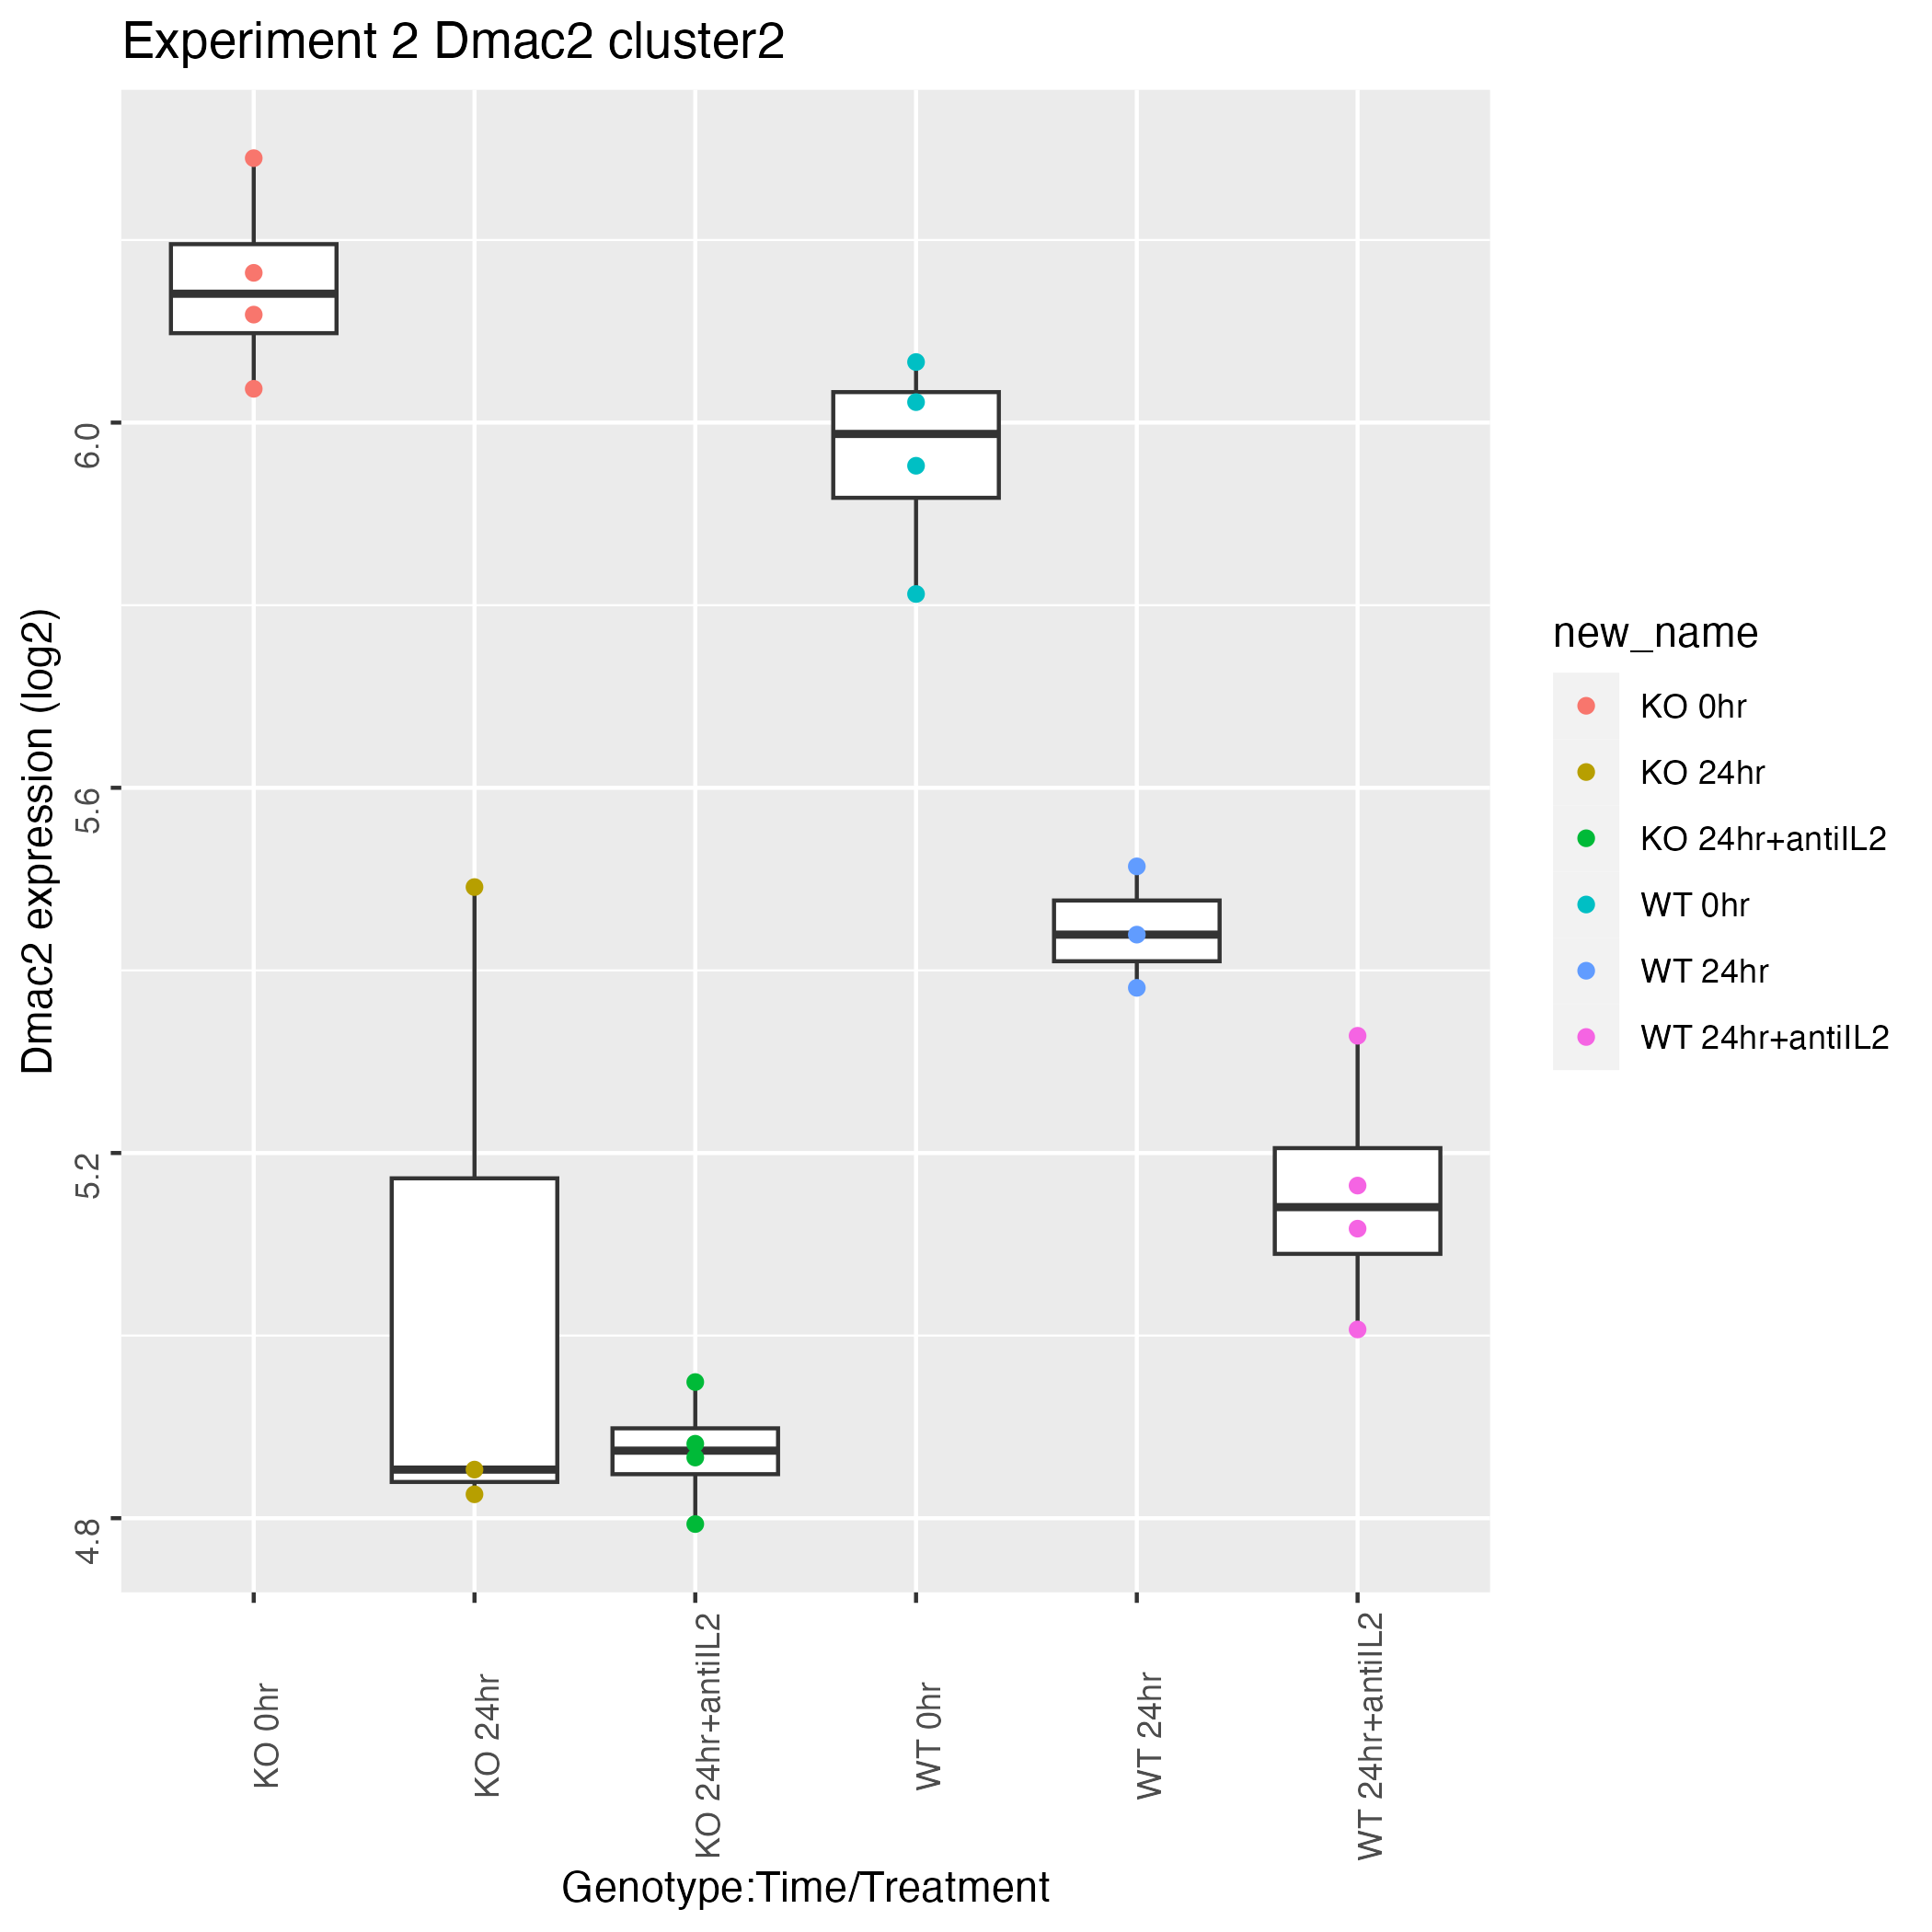 Experiment 2 Dmac2 cluster2
Dmac2 expression (log2)
6.0
5.6
5.2
4.8
KO 0hr
KO 24hr
KO 24hr+antiIL2
WT 0hr
WT 24hr
WT 24hr+antiIL2
Genotype:Time/Treatment
new_name
KO 0hr
KO 24hr
KO 24hr+antiIL2
WT 0hr
WT 24hr
WT 24hr+antiIL2